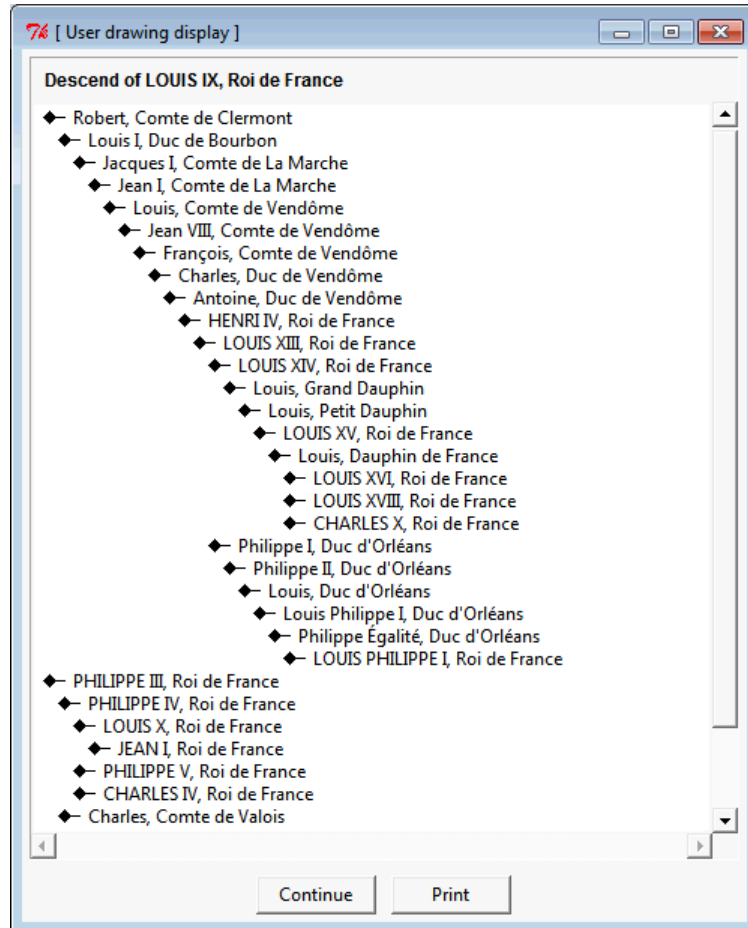 [ User drawing display ]
Descend of LOUIS IX, Roi de France
Robert, Comte de Clermont
Louis I, Duc de Bourbon
Jacques I, Comte de La Marche
Jean I, Comte de La Marche
Louis, Comte de Vendôme
Jean VIII, Comte de Vendôme
François, Comte de Vendôme
Charles, Duc de Vendôme
Antoine, Duc de Vendôme
HENRI IV, Roi de France
LOUIS XIII, Roi de France
LOUIS XIV, Roi de France
Louis, Grand Dauphin
Louis, Petit Dauphin
LOUIS XV, Roi de France
Louis, Dauphin de France
LOUIS XVI, Roi de France
LOUIS XVIII, Roi de France
CHARLES X, Roi de France
Philippe I, Duc d'Orléans
Philippe II, Duc d'Orléans
Louis, Duc d'Orléans
Louis Philippe I, Duc d'Orléans
Philippe Égalité, Duc d'Orléans
LOUIS PHILIPPE I, Roi de France
PHILIPPE III, Roi de France
PHILIPPE IV, Roi de France
LOUIS X, Roi de France
JEAN I, Roi de France
PHILIPPE V, Roi de France
CHARLES IV, Roi de France
Charles, Comte de Valois
Continue Print